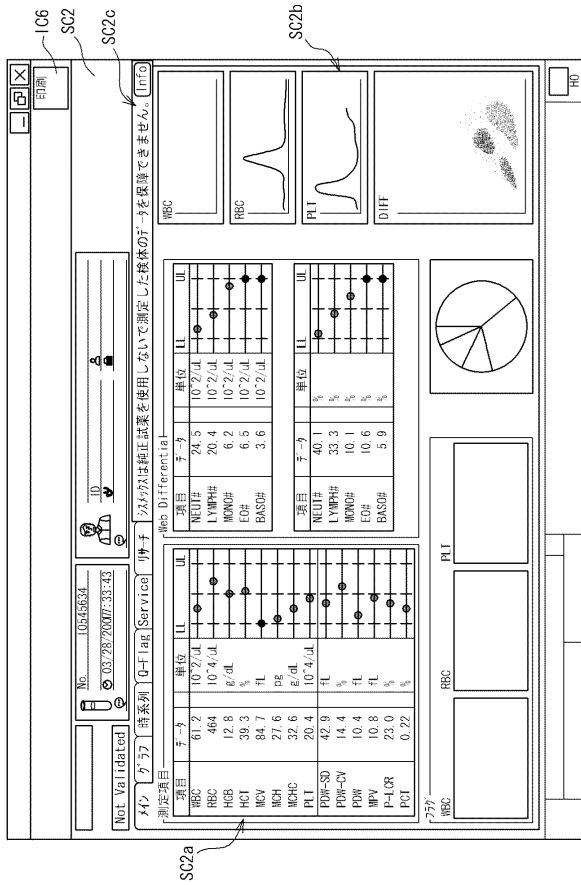 SC2a
SC2
SC2c
IC6
SC2b
印刷
No. 10545634
03/28/2007 17:33:43
ID
Not Validated
メイン
グラフ
時系列
Q-Flag
Service
リサーチ
シスメックスは純正試薬を使用しないで測定した検体のデータを保障できません。
Info
測定項目
項目 データ 単位 LL UL
WBC 61.2 10^2/uL
RBC 464 10^4/uL
HGB 12.8 g/dL
HCT 39.3 %
MCV 84.7 fL
MCH 27.6 pg
MCHC 32.6 g/dL
PLT 20.4 10^4/uL
PDW-SD 42.9 fL
PDW-CV 14.4 %
PDW 10.4 fL
MPV 10.8 fL
P-LCR 23.0 %
PCT 0.22 %
Web Differential
項目 データ 単位 LL UL
NEUT# 24.5 10^2/uL
LYMPH# 20.4 10^2/uL
MONO# 6.2 10^2/uL
EO# 6.5 10^2/uL
BASO# 3.6 10^2/uL
項目 データ 単位 LL UL
NEUT# 40.1 %
LYMPH# 33.3 %
MONO# 10.1 %
EO# 10.6 %
BASO# 5.9 %
WBC
RBC
PLT
DIFF
フラグ
WBC
RBC
PLT
HO